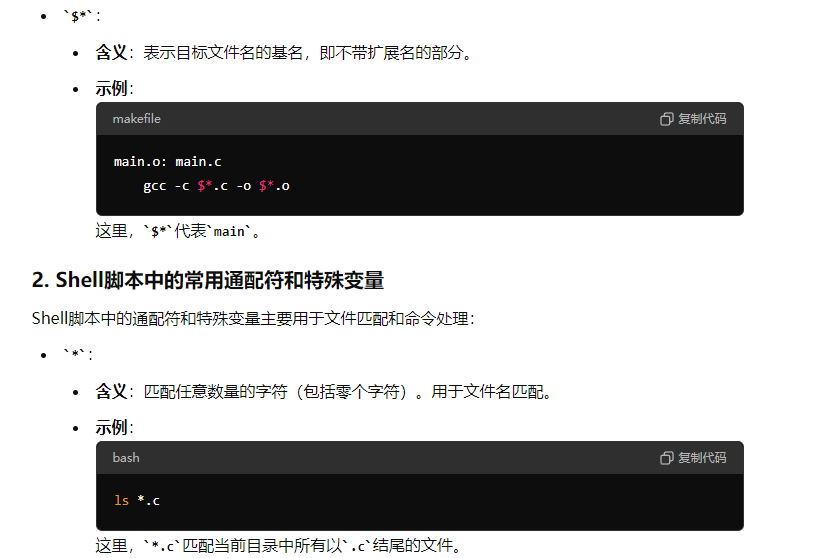 `$*`：
含义：表示目标文件名的基名，即不带扩展名的部分。
示例：
makefile 复制代码
main.o: main.c
gcc -c $*.c -o $*.o
这里，`$*`代表`main`。
2. Shell脚本中的常用通配符和特殊变量
Shell脚本中的通配符和特殊变量主要用于文件匹配和命令处理：
`*`：
含义：匹配任意数量的字符（包括零个字符）。用于文件名匹配。
示例：
bash 复制代码
ls *.c
这里，`*.c`匹配当前目录中所有以`.c`结尾的文件。